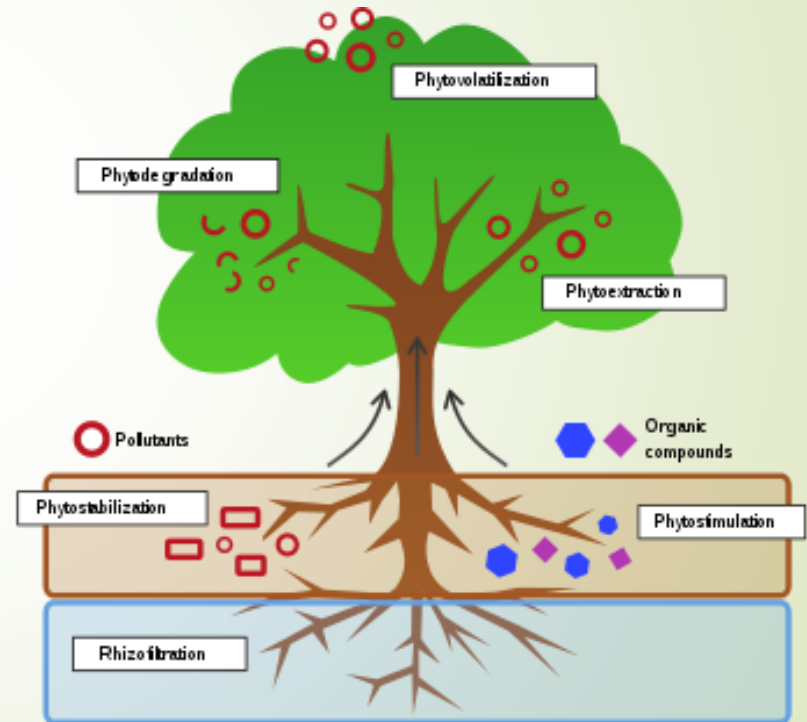 Phytovolatilization
Phytodegradation
Phytoextraction
Pollutants
Organic
compounds
Phytostabilization
Phytostimulation
Rhizofiltration